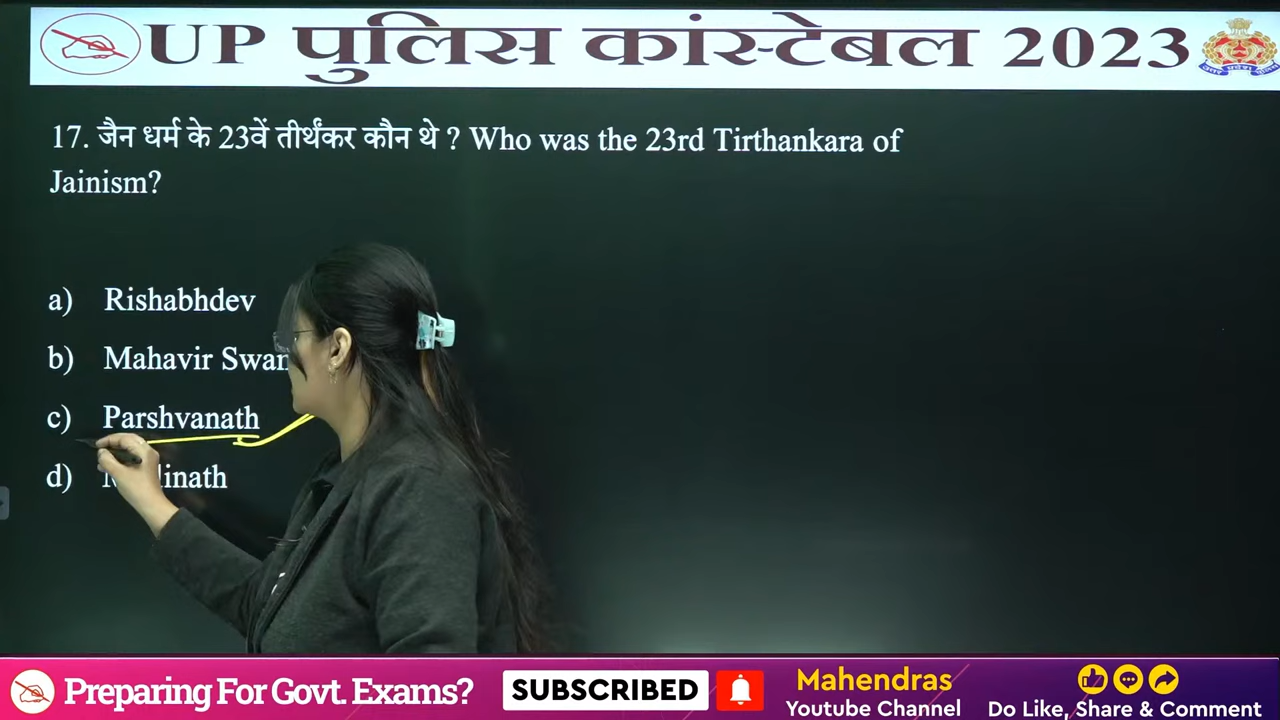 UP पुलिस कांस्टेबल 2023
17. जैन धर्म के 23वें तीर्थंकर कौन थे ? Who was the 23rd Tirthankara of
Jainism?
a) Rishabhdev
b) Mahavir
c) Parshvanath
d)
Preparing For Govt. Exams?
SUBSCRIBED
Mahendras
Youtube Channel
Do Like, Share & Comment